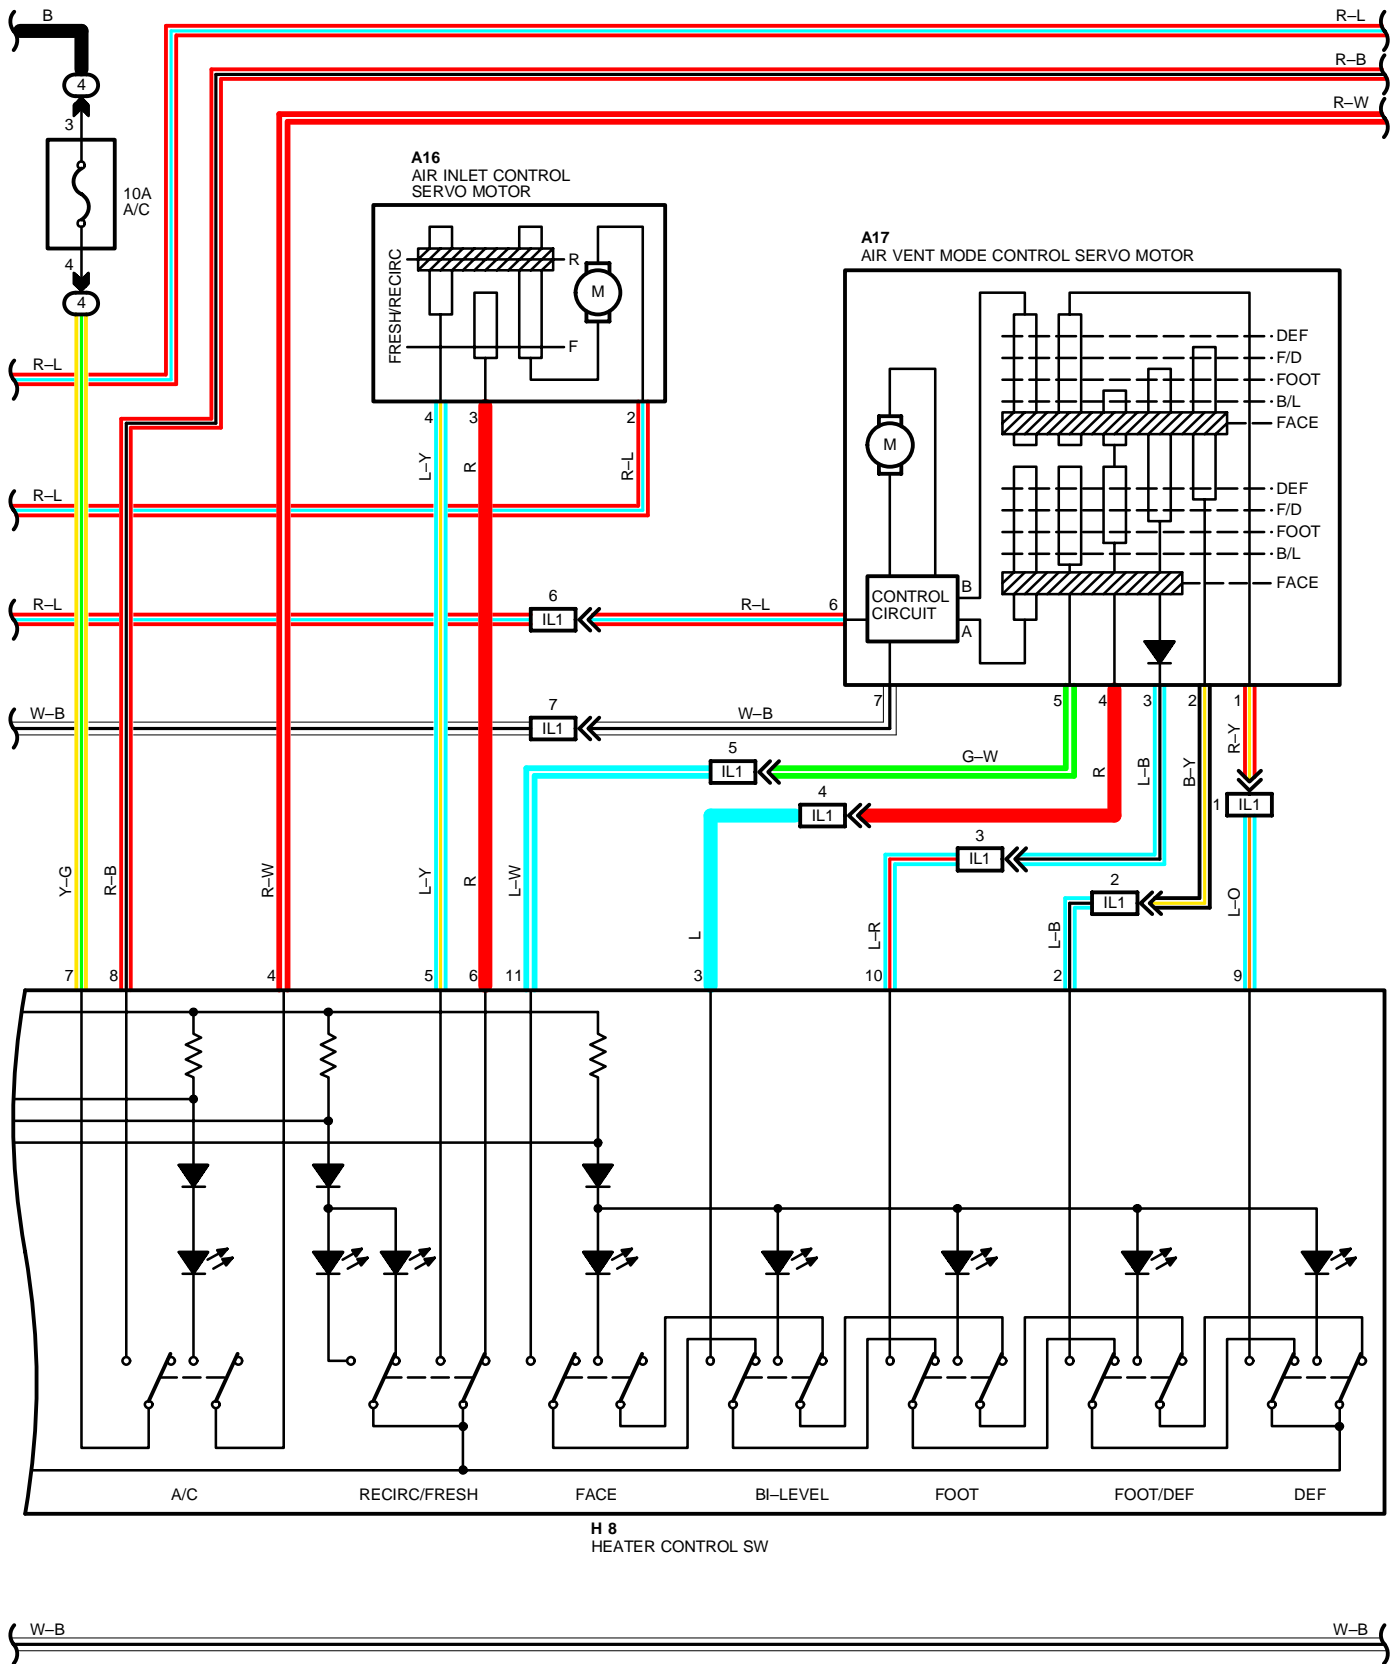 B
R–L
R–B
R–W
4
3
10A
A/C
4
4
A16
AIR INLET CONTROL
SERVO MOTOR
FRESH/RECIRC
R
M
F
A17
AIR VENT MODE CONTROL SERVO MOTOR
DEF
F/D
FOOT
B/L
FACE
M
DEF
F/D
FOOT
B/L
FACE
CONTROL
CIRCUIT
B
A
R–L
4
3
2
L–Y
R
R–L
R–L
R–L
6
IL1
R–L
6
W–B
7
IL1
W–B
7
5
4
3
2
1
5
IL1
G–W
R
L–B
B–Y
R–Y
4
IL1
1
IL1
3
IL1
2
IL1
Y–G
R–B
R–W
L–Y
R
L–W
L
L–R
L–B
L–O
7
8
4
5
6
11
3
10
2
9
A/C
RECIRC/FRESH
FACE
BI–LEVEL
FOOT
FOOT/DEF
DEF
H 8
HEATER CONTROL SW
W–B
W–B